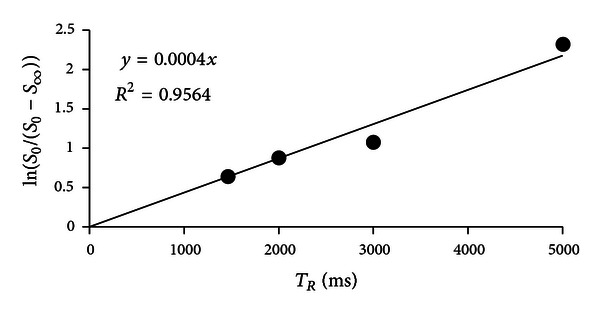 2.5
2
1.5
1
0.5
0
ln(S₀/(S₀ − S∞))
y = 0.0004x
R² = 0.9564
0 1000 2000 3000 4000 5000
T_R (ms)